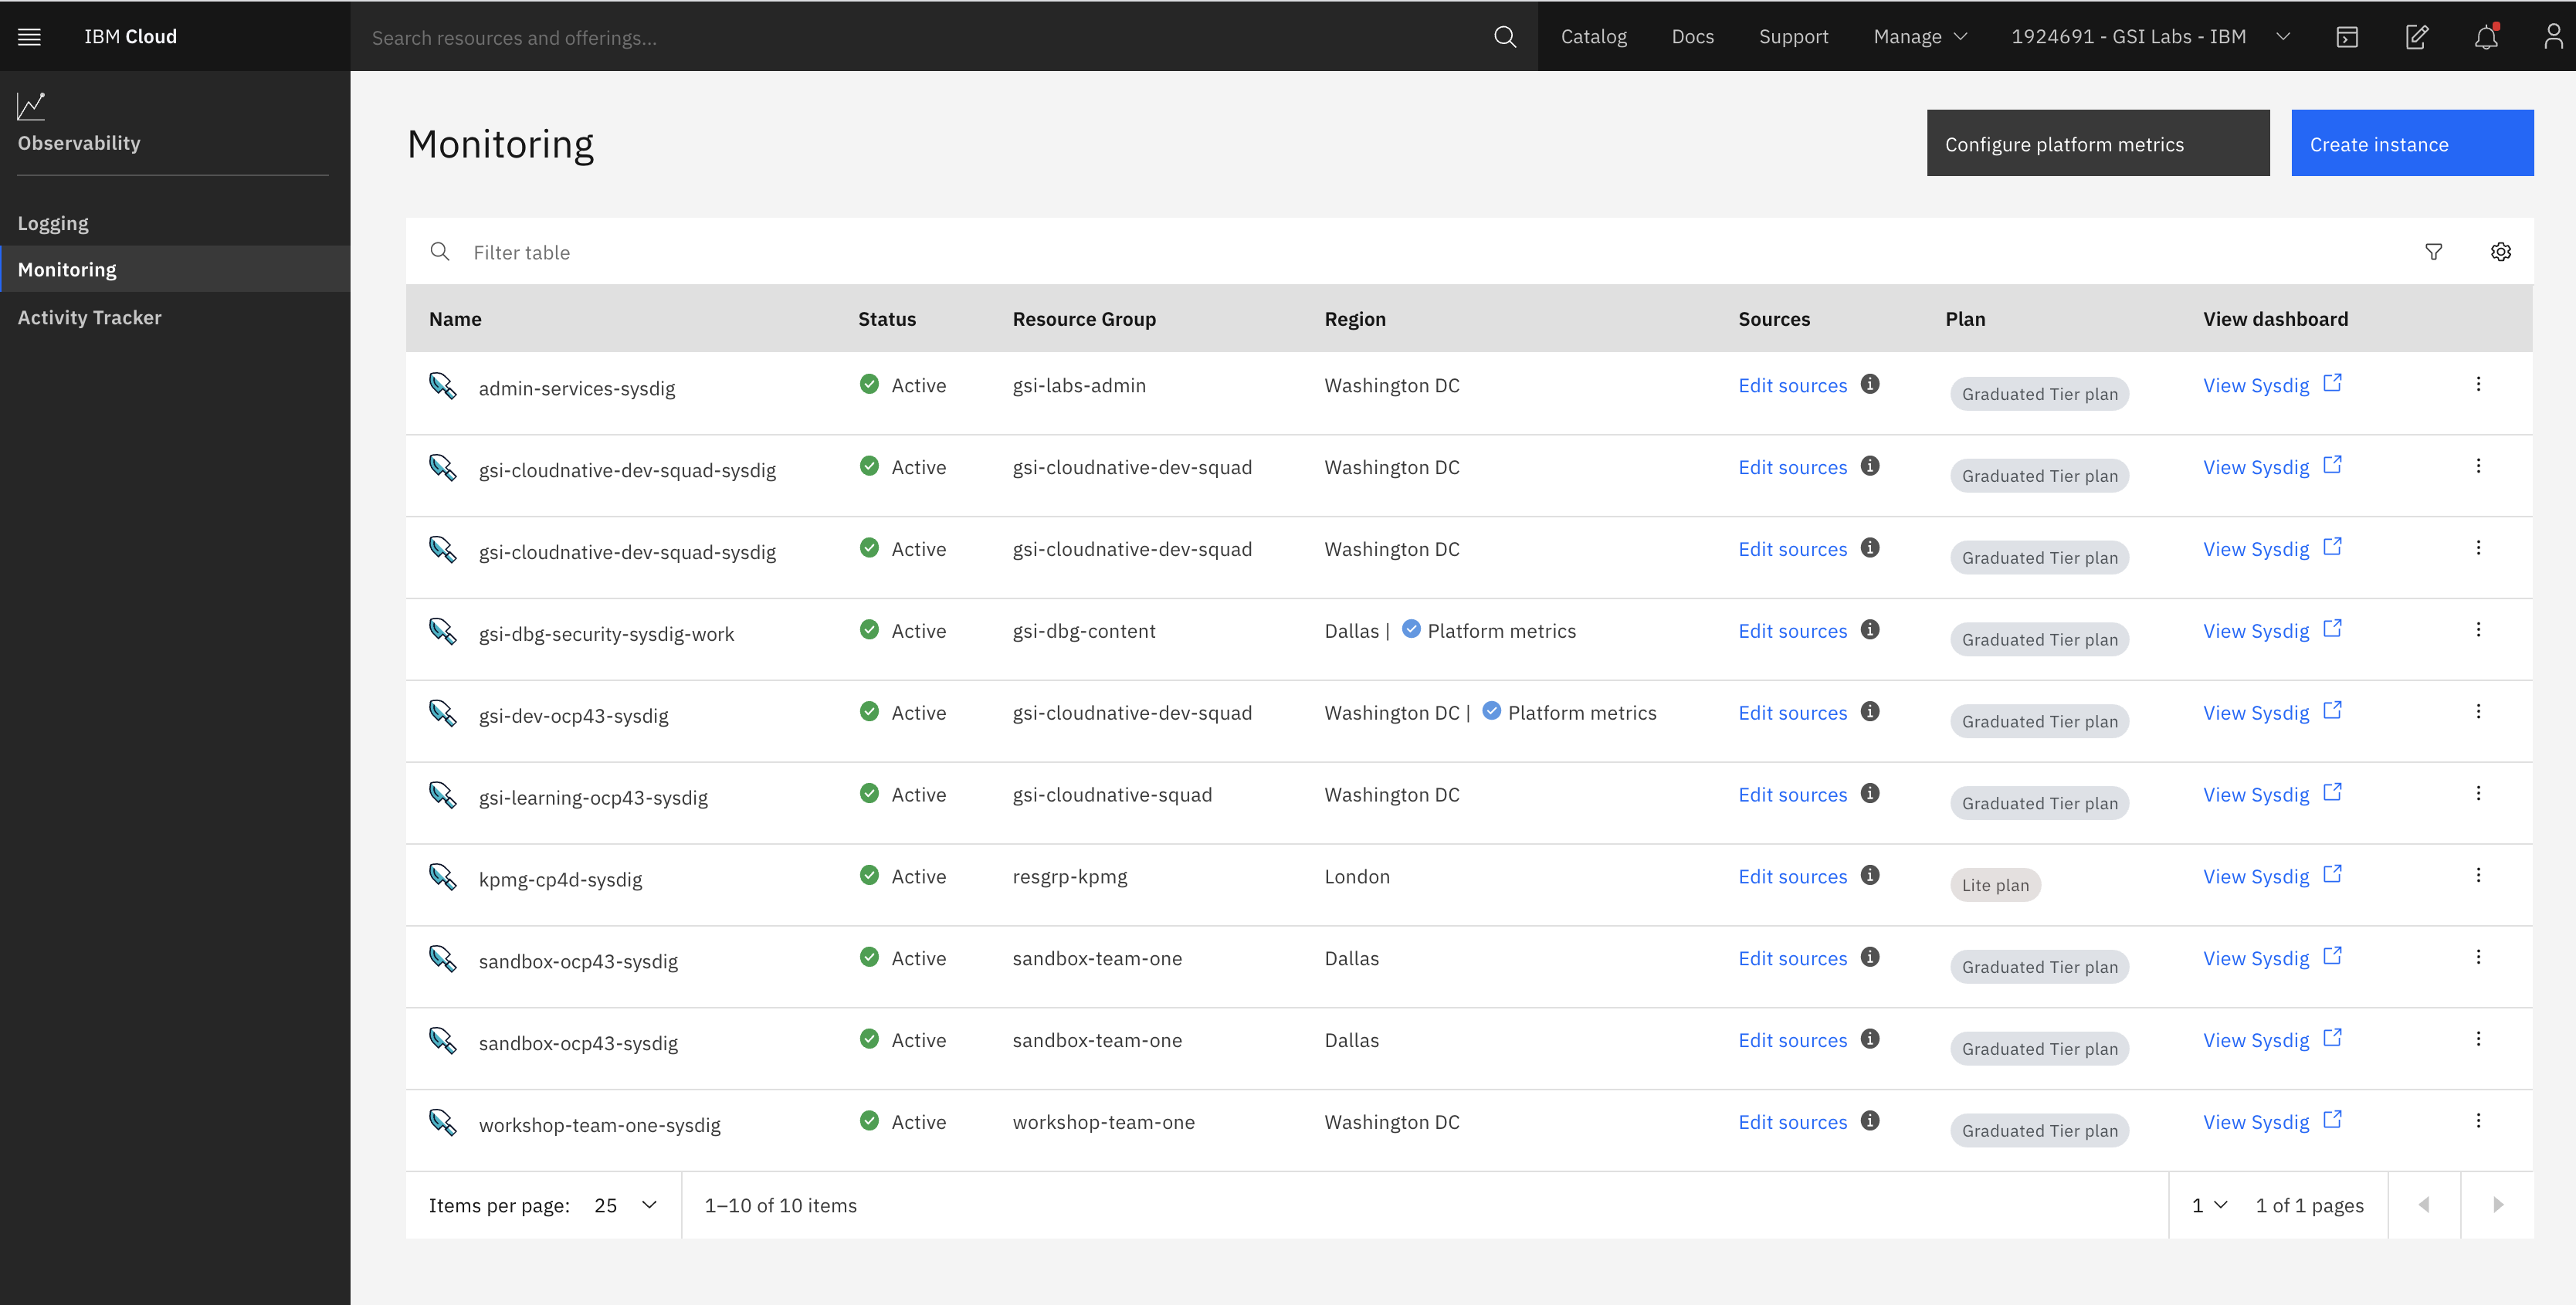 IBM Cloud
Search resources and offerings...
Catalog
Docs
Support
Manage
1924691 - GSI Labs - IBM
Observability
Logging
Monitoring
Activity Tracker
Monitoring
Configure platform metrics
Create instance
Filter table
Name Status Resource Group Region Sources Plan View dashboard
admin-services-sysdig Active gsi-labs-admin Washington DC Edit sources Graduated Tier plan View Sysdig
gsi-cloudnative-dev-squad-sysdig Active gsi-cloudnative-dev-squad Washington DC Edit sources Graduated Tier plan View Sysdig
gsi-cloudnative-dev-squad-sysdig Active gsi-cloudnative-dev-squad Washington DC Edit sources Graduated Tier plan View Sysdig
gsi-dbg-security-sysdig-work Active gsi-dbg-content Dallas | Platform metrics Edit sources Graduated Tier plan View Sysdig
gsi-dev-ocp43-sysdig Active gsi-cloudnative-dev-squad Washington DC | Platform metrics Edit sources Graduated Tier plan View Sysdig
gsi-learning-ocp43-sysdig Active gsi-cloudnative-squad Washington DC Edit sources Graduated Tier plan View Sysdig
kpmg-cp4d-sysdig Active resgrp-kpmg London Edit sources Lite plan View Sysdig
sandbox-ocp43-sysdig Active sandbox-team-one Dallas Edit sources Graduated Tier plan View Sysdig
sandbox-ocp43-sysdig Active sandbox-team-one Dallas Edit sources Graduated Tier plan View Sysdig
workshop-team-one-sysdig Active workshop-team-one Washington DC Edit sources Graduated Tier plan View Sysdig
Items per page: 25 1–10 of 10 items 1 1 of 1 pages